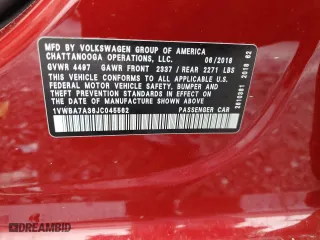 MFD BY VOLKSWAGEN GROUP OF AMERICA
CHATTANOOGA OPERATIONS, LLC. 06/2018
GVWR 4497 GAWR FRONT 2337 / REAR 2271 LBS
THIS VEHICLE CONFORMS TO ALL APPLICABLE U.S.
FEDERAL MOTOR VEHICLE SAFETY, BUMPER, AND
THEFT PREVENTION STANDARDS IN EFFECT ON THE
DATE OF MANUFACTURE SHOWN ABOVE.
1VWBA7A36JC045562 PASSENGER CAR